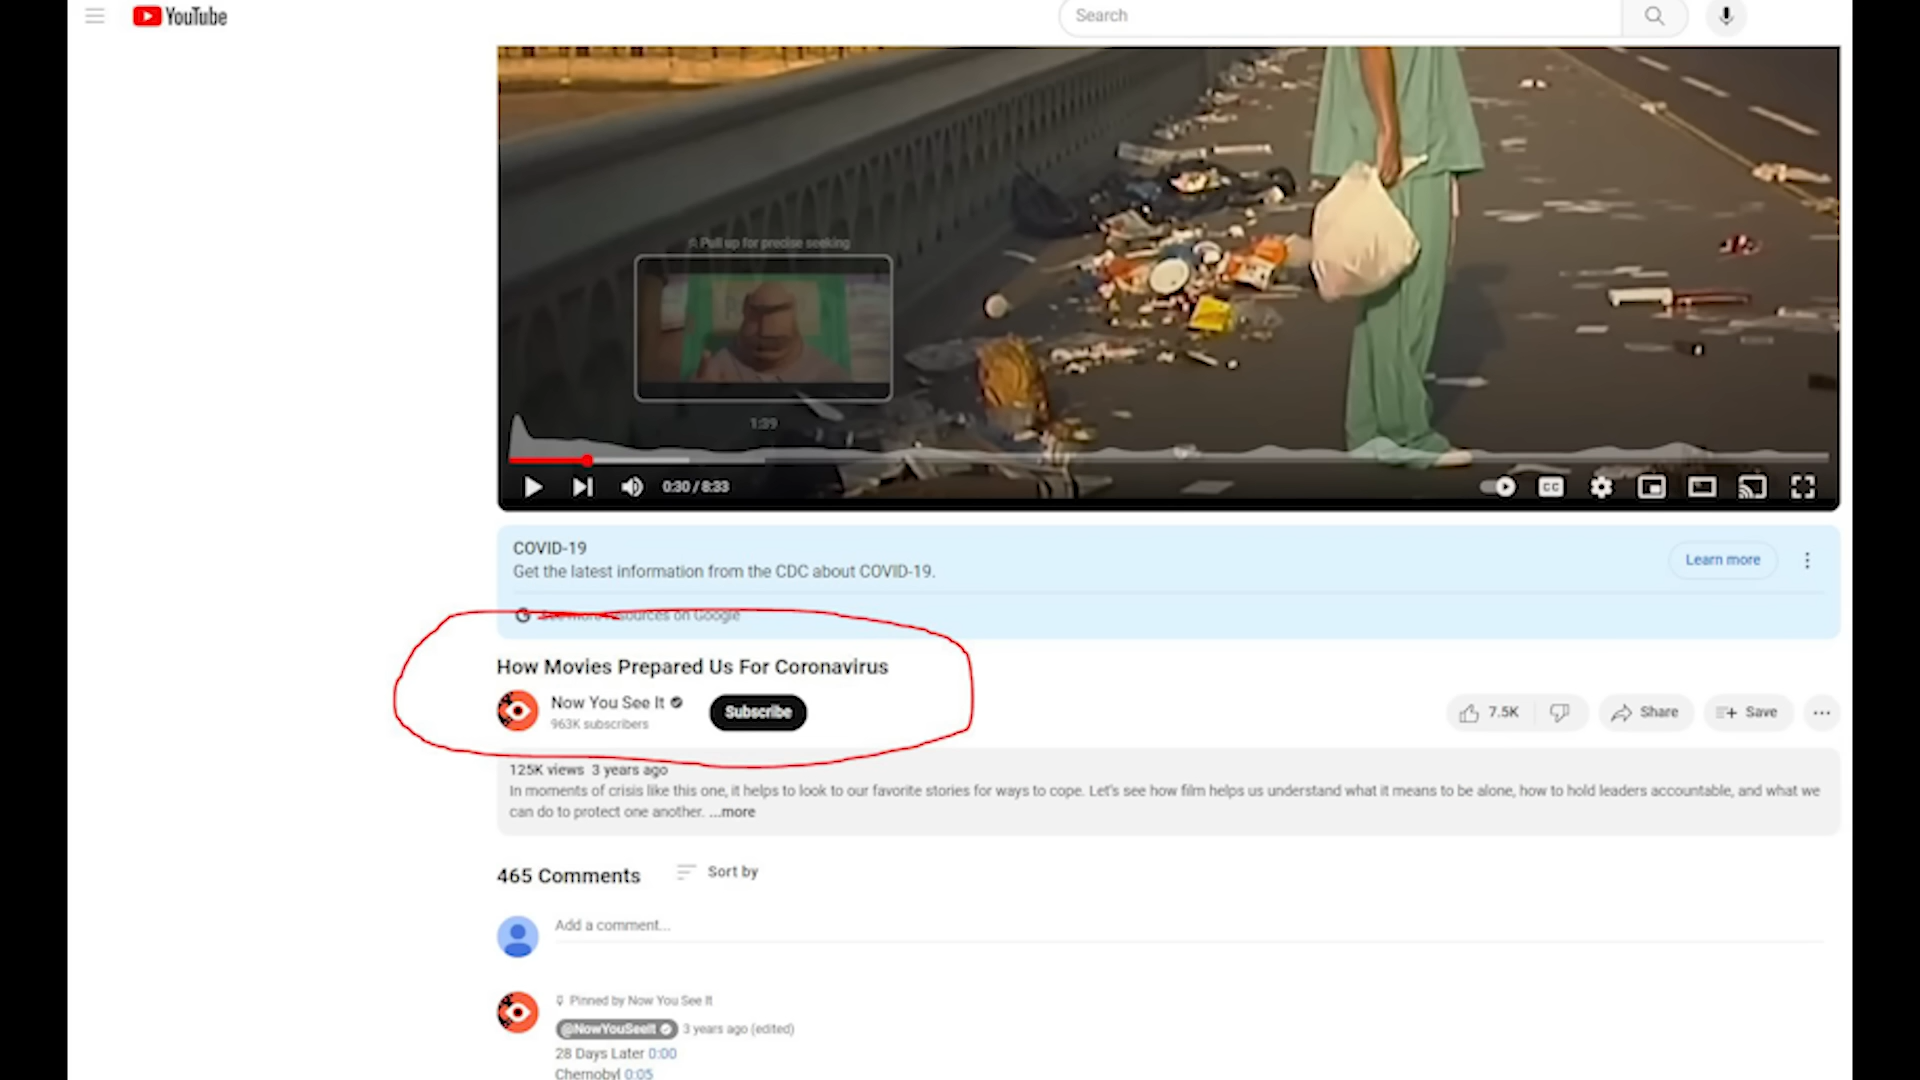 YouTube
Search
Pull up for precise seeking
1:39
0:30 / 8:33
CC
COVID-19
Get the latest information from the CDC about COVID-19.
Learn more
See more resources on Google
How Movies Prepared Us For Coronavirus
Now You See It
963K subscribers
Subscribe
7.5K
Share
Save
125K views 3 years ago
In moments of crisis like this one, it helps to look to our favorite stories for ways to cope. Let's see how film helps us understand what it means to be alone, how to hold leaders accountable, and what we
can do to protect one another. ...more
465 Comments
Sort by
Add a comment...
Pinned by Now You See It
@NowYouSeeIt 3 years ago (edited)
28 Days Later 0:00
Chernobyl 0:05